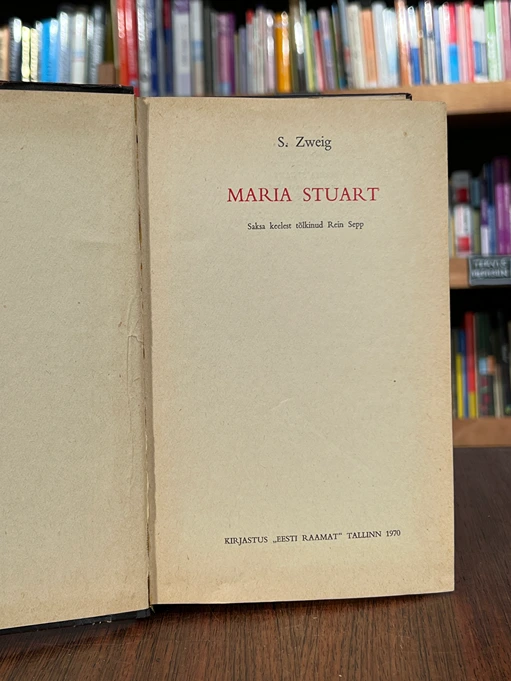 S. Zweig
MARIA STUART
Saksa keelest tõlkinud Rein Sepp
KIRJASTUS „EESTI RAAMAT” TALLINN 1970